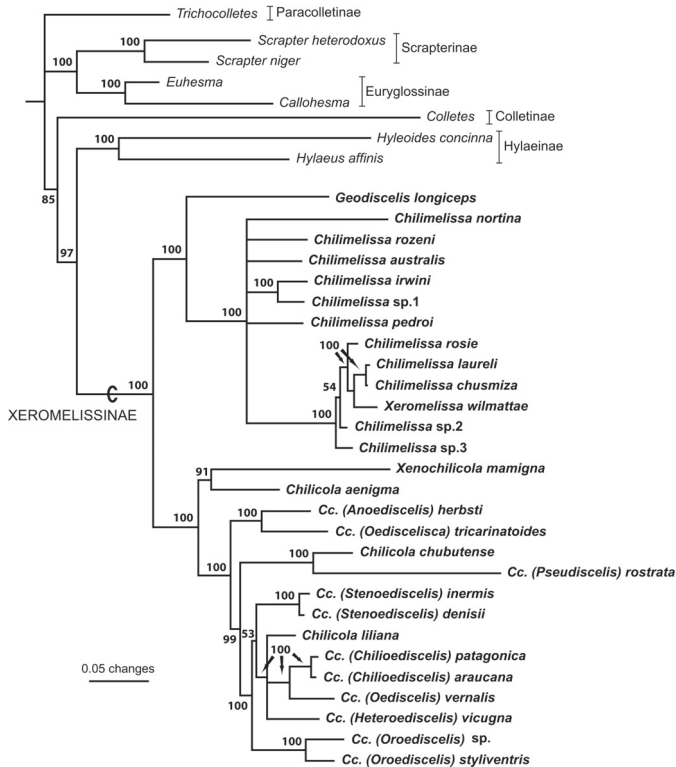 Trichocolletes Paracolletinae
100 Scrapter heterodoxus Scrapterinae
100 Scrapter niger
100 Euhesma Euryglossinae
Callohesma
Colletes Colletinae
100 Hyleoides concinna Hylaeinae
Hylaeus affinis
85
Geodiscelis longiceps
Chilimelissa nortina
97
100 Chilimelissa rozeni
Chilimelissa australis
100 Chilimelissa irwini
Chilimelissa sp.1
100 Chilimelissa pedroi
100 Chilimelissa rosie
Chilimelissa laureli
54 Chilimelissa chusmiza
100 Xeromelissa wilmattae
XEROMELISSINAE
100 Chilimelissa sp.2
Chilimelissa sp.3
91 Xenochilicola mamigna
Chilicola aenigma
100 100 Cc. (Anoediscelis) herbsti
Cc. (Oediscelisca) tricarinatoides
100 100 Chilicola chubutense
Cc. (Pseudiscelis) rostrata
100 Cc. (Stenoediscelis) inermis
Cc. (Stenoediscelis) denisii
99 53 Chilicola liliana
100 Cc. (Chilioediscelis) patagonica
0.05 changes
Cc. (Chilioediscelis) araucana
Cc. (Oediscelis) vernalis
100 Cc. (Heteroediscelis) vicugna
100 Cc. (Oroediscelis) sp.
Cc. (Oroediscelis) styliventris